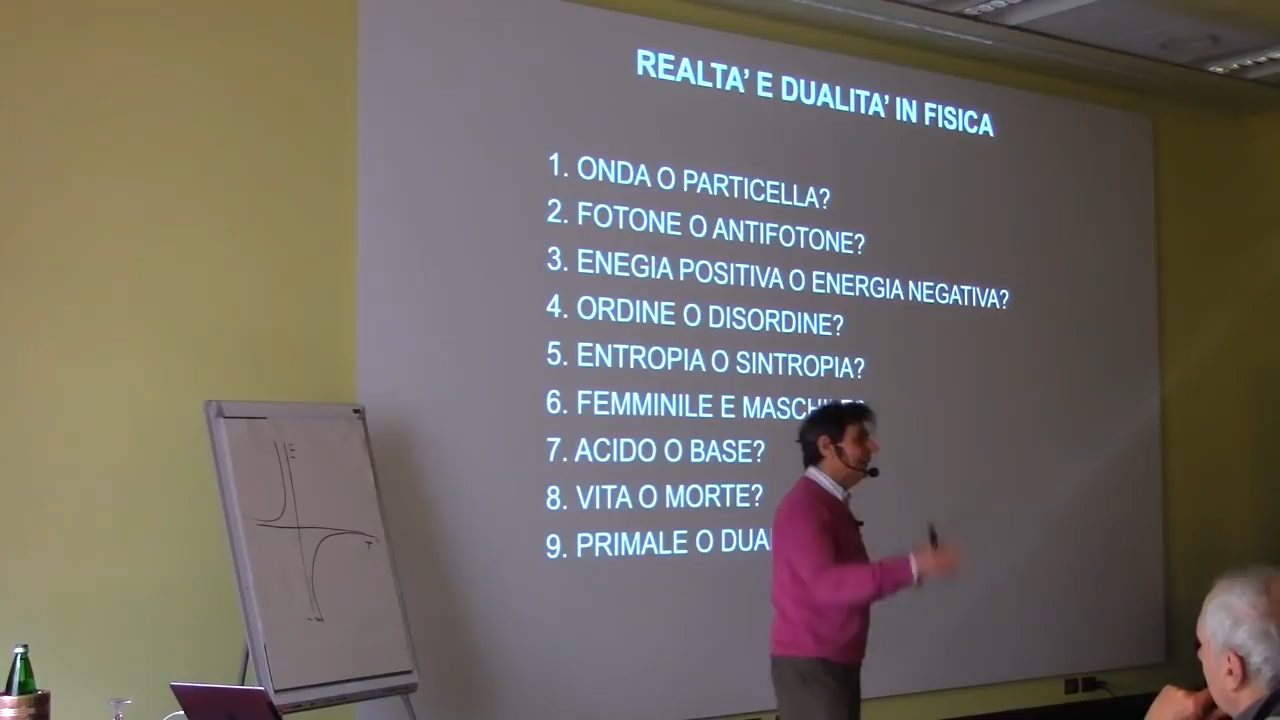 REALTA' E DUALITA' IN FISICA
1. ONDA O PARTICELLA?
2. FOTONE O ANTIFOTONE?
3. ENEGIA POSITIVA O ENERGIA NEGATIVA?
4. ORDINE O DISORDINE?
5. ENTROPIA O SINTROPIA?
6. FEMMINILE E
7. ACIDO O BASE?
8. VITA O MORTE?
9. PRIMALE O
E
T